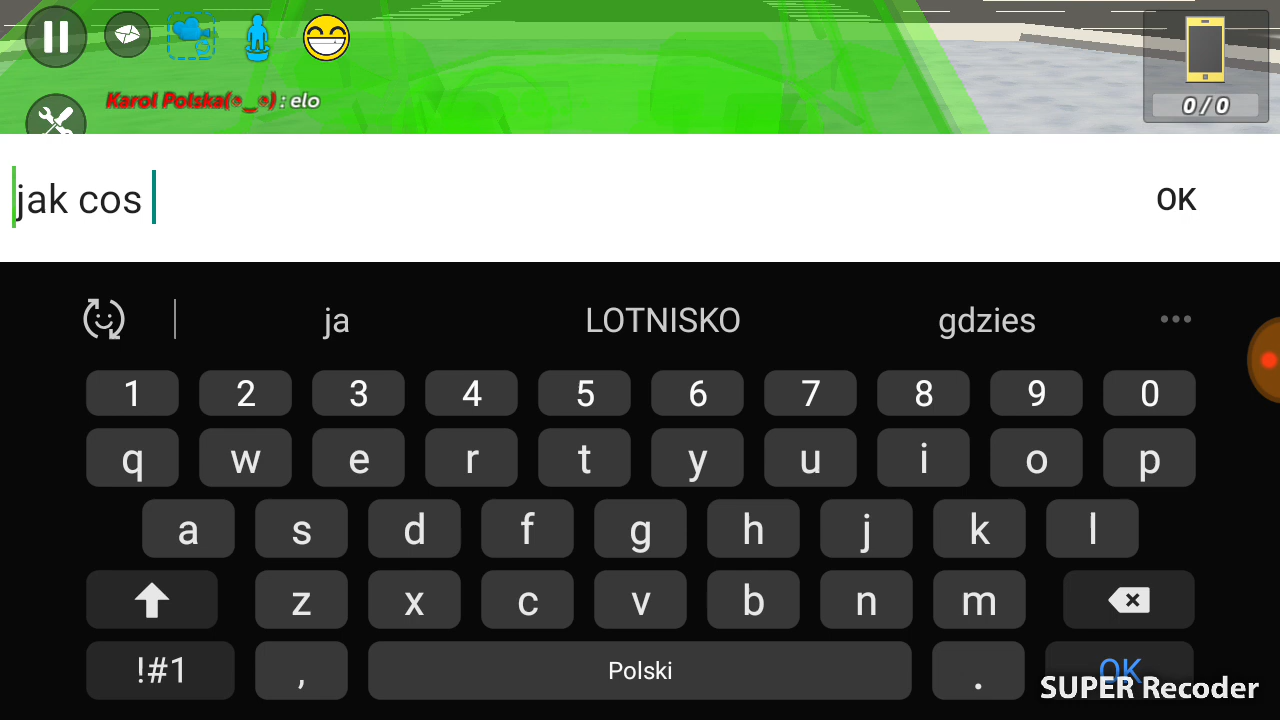 Karol Polska(●‿●) : elo
0 / 0
jak cos
OK
ja LOTNISKO gdzies
1 2 3 4 5 6 7 8 9 0
q w e r t y u i o p
a s d f g h j k l
z x c v b n m
!#1 , Polski . OK
SUPER Recoder